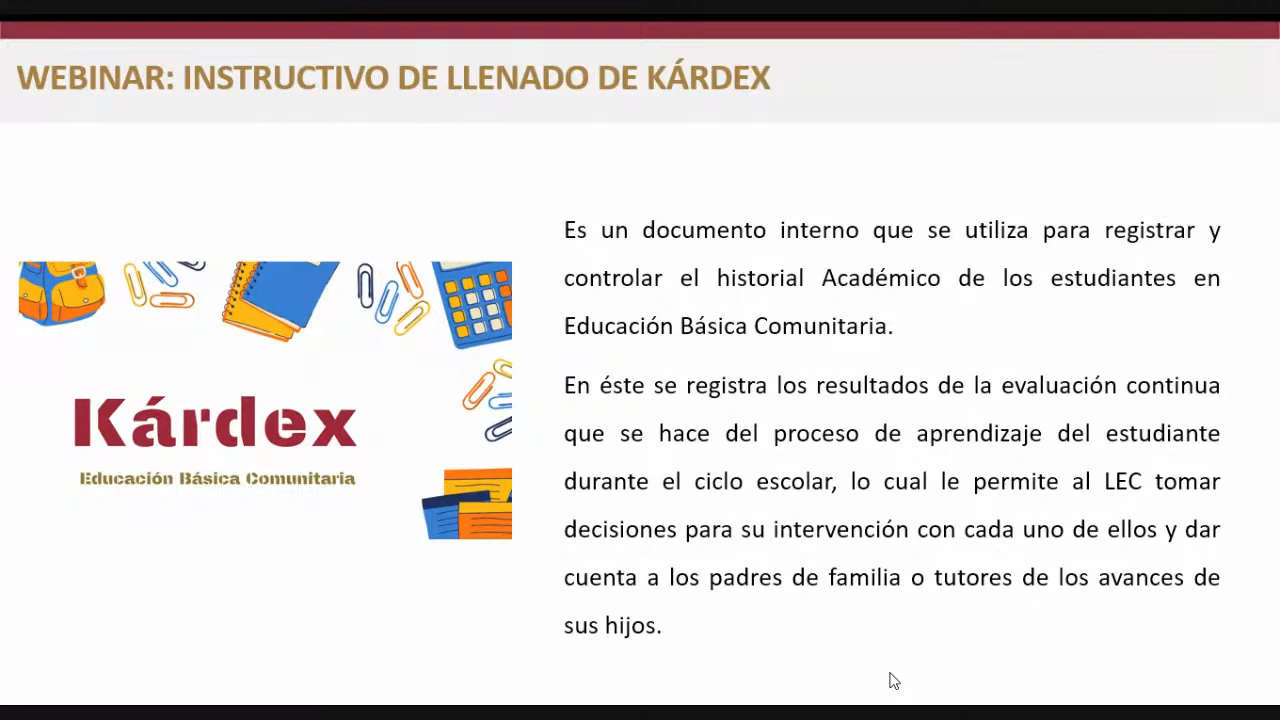 WEBINAR: INSTRUCTIVO DE LLENADO DE KÁRDEX
Kárdex
Educación Básica Comunitaria
Es un documento interno que se utiliza para registrar y
controlar el historial Académico de los estudiantes en
Educación Básica Comunitaria.
En éste se registra los resultados de la evaluación continua
que se hace del proceso de aprendizaje del estudiante
durante el ciclo escolar, lo cual le permite al LEC tomar
decisiones para su intervención con cada uno de ellos y dar
cuenta a los padres de familia o tutores de los avances de
sus hijos.